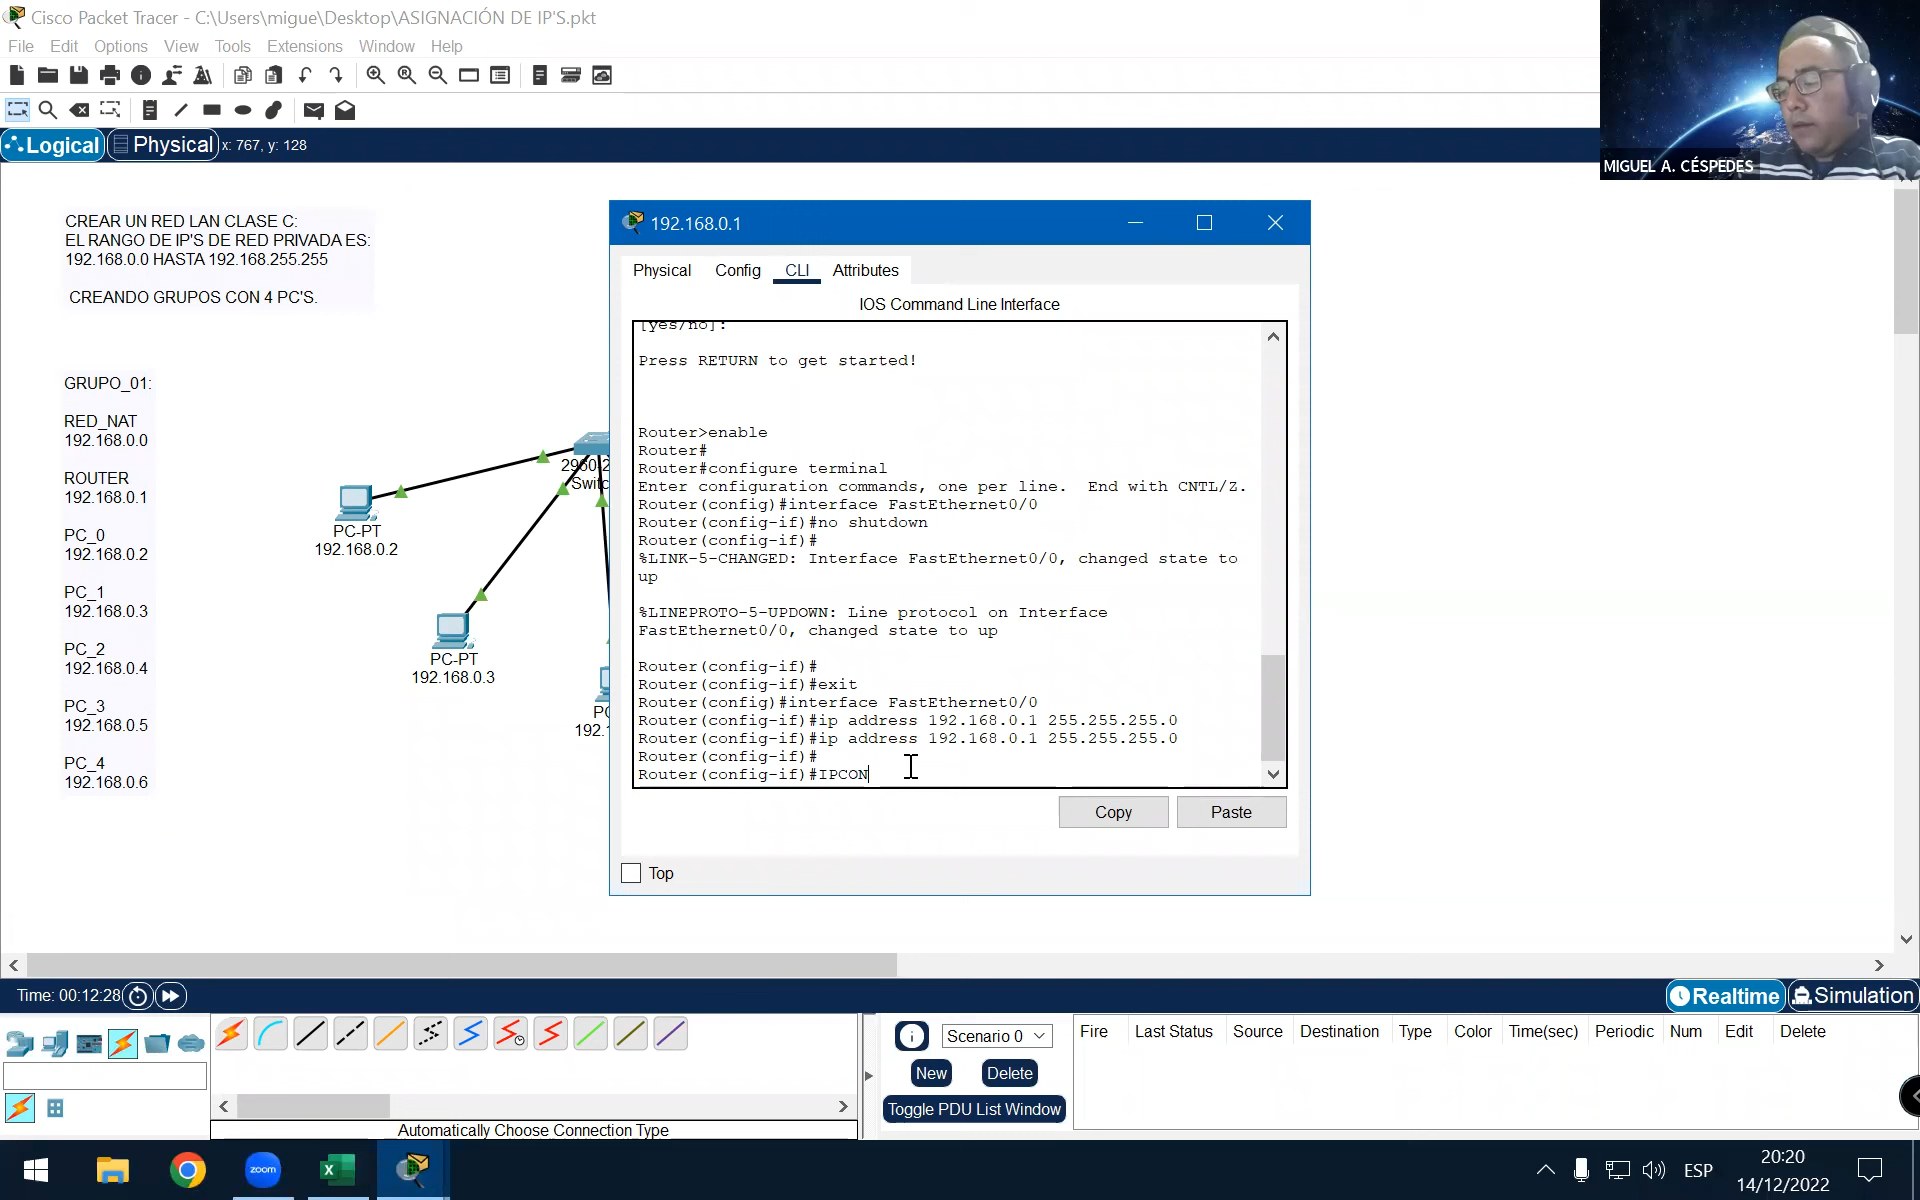 Cisco Packet Tracer - C:\Users\migue\Desktop\ASIGNACIÓN DE IP'S.pkt
File Edit Options View Tools Extensions Window Help
Logical Physical x: 767, y: 128
MIGUEL A. CÉSPEDES
CREAR UN RED LAN CLASE C:
EL RANGO DE IP'S DE RED PRIVADA ES:
192.168.0.0 HASTA 192.168.255.255
CREANDO GRUPOS CON 4 PC'S.
GRUPO_01:
RED_NAT
192.168.0.0
ROUTER
192.168.0.1
PC_0
192.168.0.2
PC_1
192.168.0.3
PC_2
192.168.0.4
PC_3
192.168.0.5
PC_4
192.168.0.6
2960-2
Switc
PC-PT
192.168.0.2
PC-PT
192.168.0.3
PC
192.1
192.168.0.1
Physical Config CLI Attributes
IOS Command Line Interface
[yes/no]:
Press RETURN to get started!
Router>enable
Router#
Router#configure terminal
Enter configuration commands, one per line. End with CNTL/Z.
Router(config)#interface FastEthernet0/0
Router(config-if)#no shutdown
Router(config-if)#
%LINK-5-CHANGED: Interface FastEthernet0/0, changed state to
up
%LINEPROTO-5-UPDOWN: Line protocol on Interface
FastEthernet0/0, changed state to up
Router(config-if)#
Router(config-if)#exit
Router(config)#interface FastEthernet0/0
Router(config-if)#ip address 192.168.0.1 255.255.255.0
Router(config-if)#ip address 192.168.0.1 255.255.255.0
Router(config-if)#
Router(config-if)#IPCON
Copy Paste
Top
Time: 00:12:28
Realtime Simulation
Scenario 0
New Delete
Toggle PDU List Window
Fire Last Status Source Destination Type Color Time(sec) Periodic Num Edit Delete
Automatically Choose Connection Type
zoom
ESP
20:20
14/12/2022